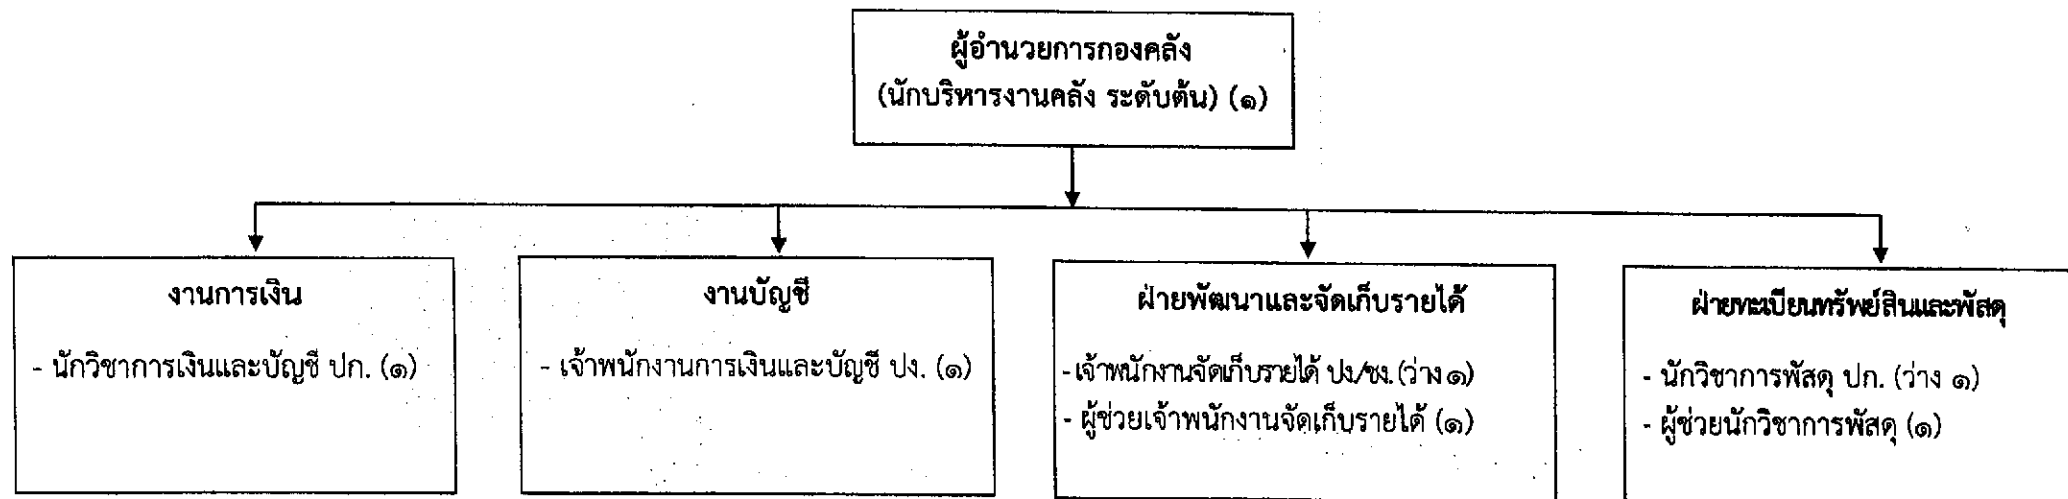 ผู้อำนวยการกองคลัง
(นักบริหารงานคลัง ระดับต้น) (๑)
งานการเงิน
- นักวิชาการเงินและบัญชี ปก. (๑)
งานบัญชี
- เจ้าพนักงานการเงินและบัญชี ปง. (๑)
ฝ่ายพัฒนาและจัดเก็บรายได้
- เจ้าพนักงานจัดเก็บรายได้ ปง./ชง. (ว่าง ๑)
- ผู้ช่วยเจ้าพนักงานจัดเก็บรายได้ (๑)
ฝ่ายทะเบียนทรัพย์สินและพัสดุ
- นักวิชาการพัสดุ ปก. (ว่าง ๑)
- ผู้ช่วยนักวิชาการพัสดุ (๑)